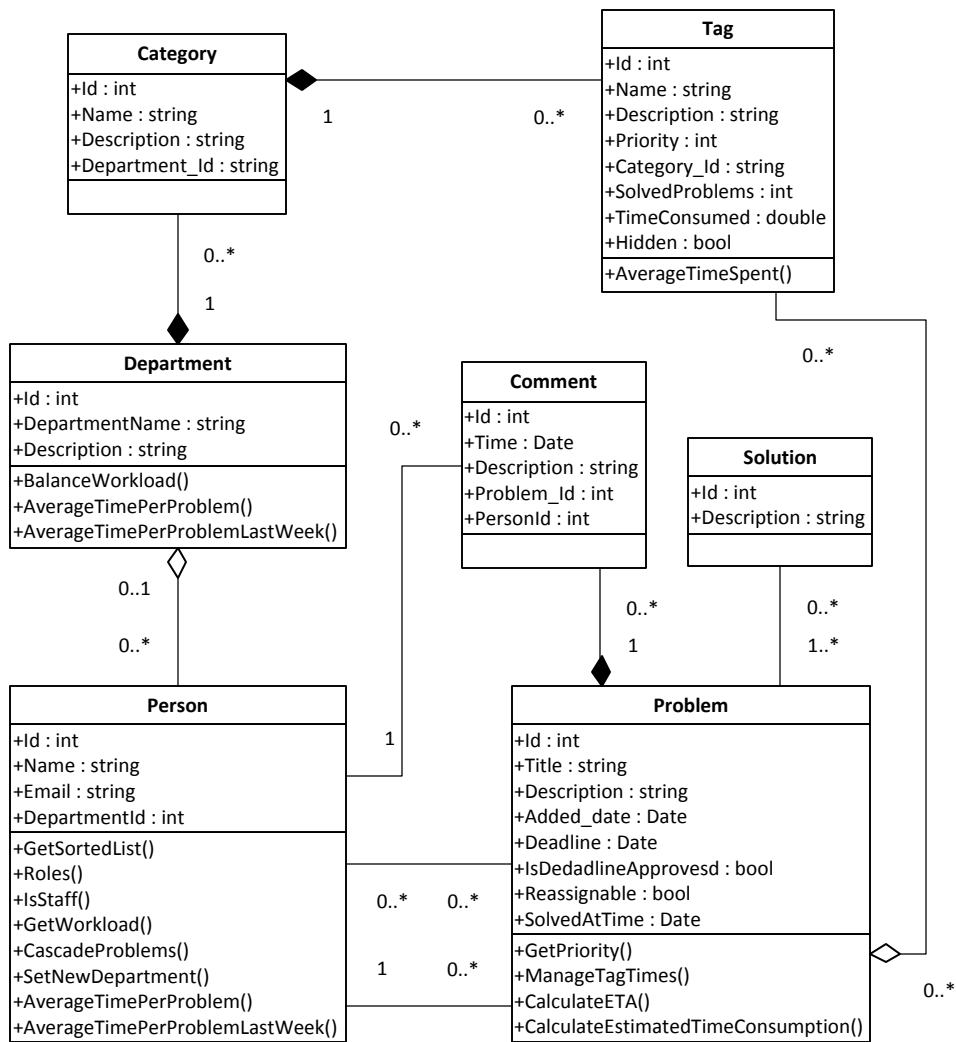 Category
+Id : int
+Name : string
+Description : string
+Department_Id : string
1
0..*
Tag
+Id : int
+Name : string
+Description : string
+Priority : int
+Category_Id : string
+SolvedProblems : int
+TimeConsumed : double
+Hidden : bool
+AverageTimeSpent()
0..*
1
0..*
Department
+Id : int
+DepartmentName : string
+Description : string
+BalanceWorkload()
+AverageTimePerProblem()
+AverageTimePerProblemLastWeek()
0..*
Comment
+Id : int
+Time : Date
+Description : string
+Problem_Id : int
+PersonId : int
Solution
+Id : int
+Description : string
0..1
0..*
0..*
1
0..*
1..*
Person
+Id : int
+Name : string
+Email : string
+DepartmentId : int
+GetSortedList()
+Roles()
+IsStaff()
+GetWorkload()
+CascadeProblems()
+SetNewDepartment()
+AverageTimePerProblem()
+AverageTimePerProblemLastWeek()
1
0..* 0..*
1 0..*
Problem
+Id : int
+Title : string
+Description : string
+Added_date : Date
+Deadline : Date
+IsDedadlineApprovesd : bool
+Reassignable : bool
+SolvedAtTime : Date
+GetPriority()
+ManageTagTimes()
+CalculateETA()
+CalculateEstimatedTimeConsumption()
0..*